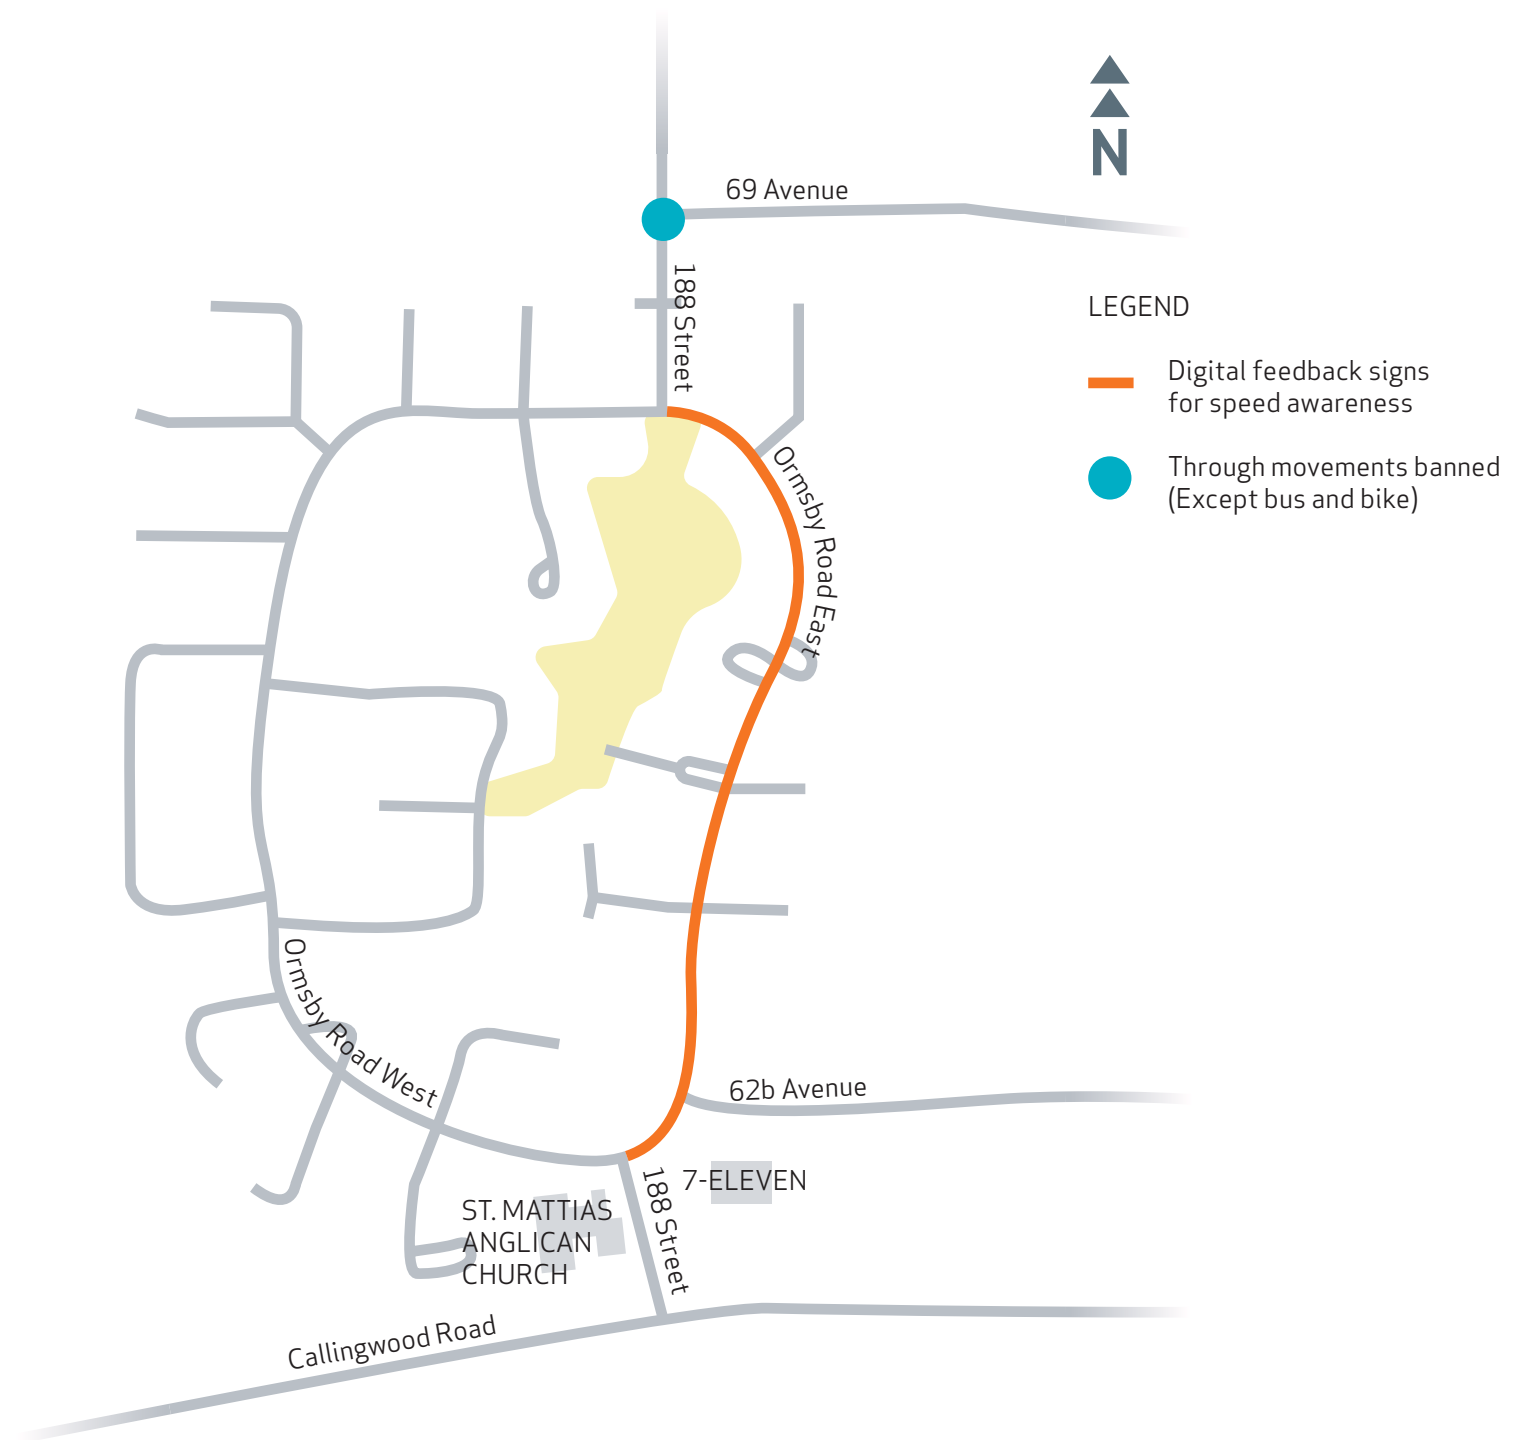 N
69 Avenue
188 Street
LEGEND
Digital feedback signs
for speed awareness
Through movements banned
(Except bus and bike)
Ormsby Road East
Ormsby Road West
62b Avenue
7-ELEVEN
188 Street
ST. MATTIAS
ANGLICAN
CHURCH
Callingwood Road